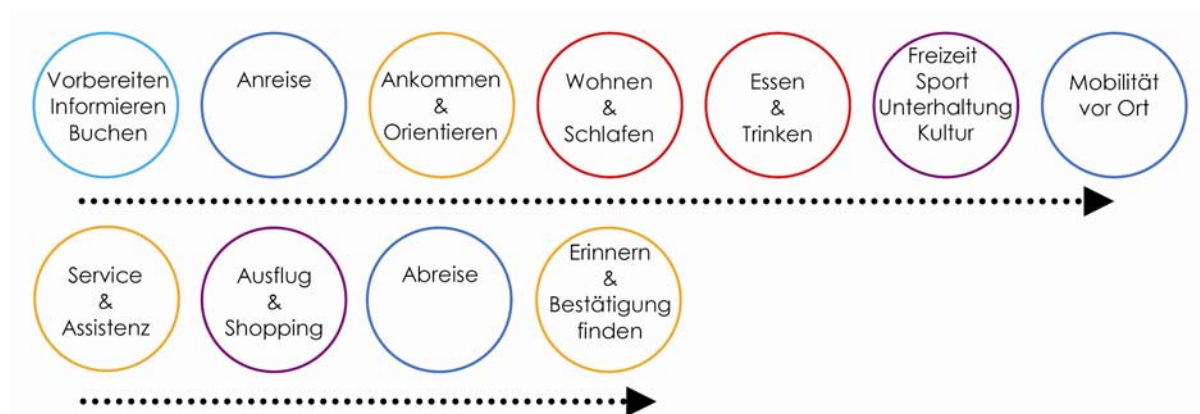 Vorbereiten
Informieren
Buchen
Anreise
Ankommen
&
Orientieren
Wohnen
&
Schlafen
Essen
&
Trinken
Freizeit
Sport
Unterhaltung
Kultur
Mobilität
vor Ort
Service
&
Assistenz
Ausflug
&
Shopping
Abreise
Erinnern
&
Bestätigung
finden